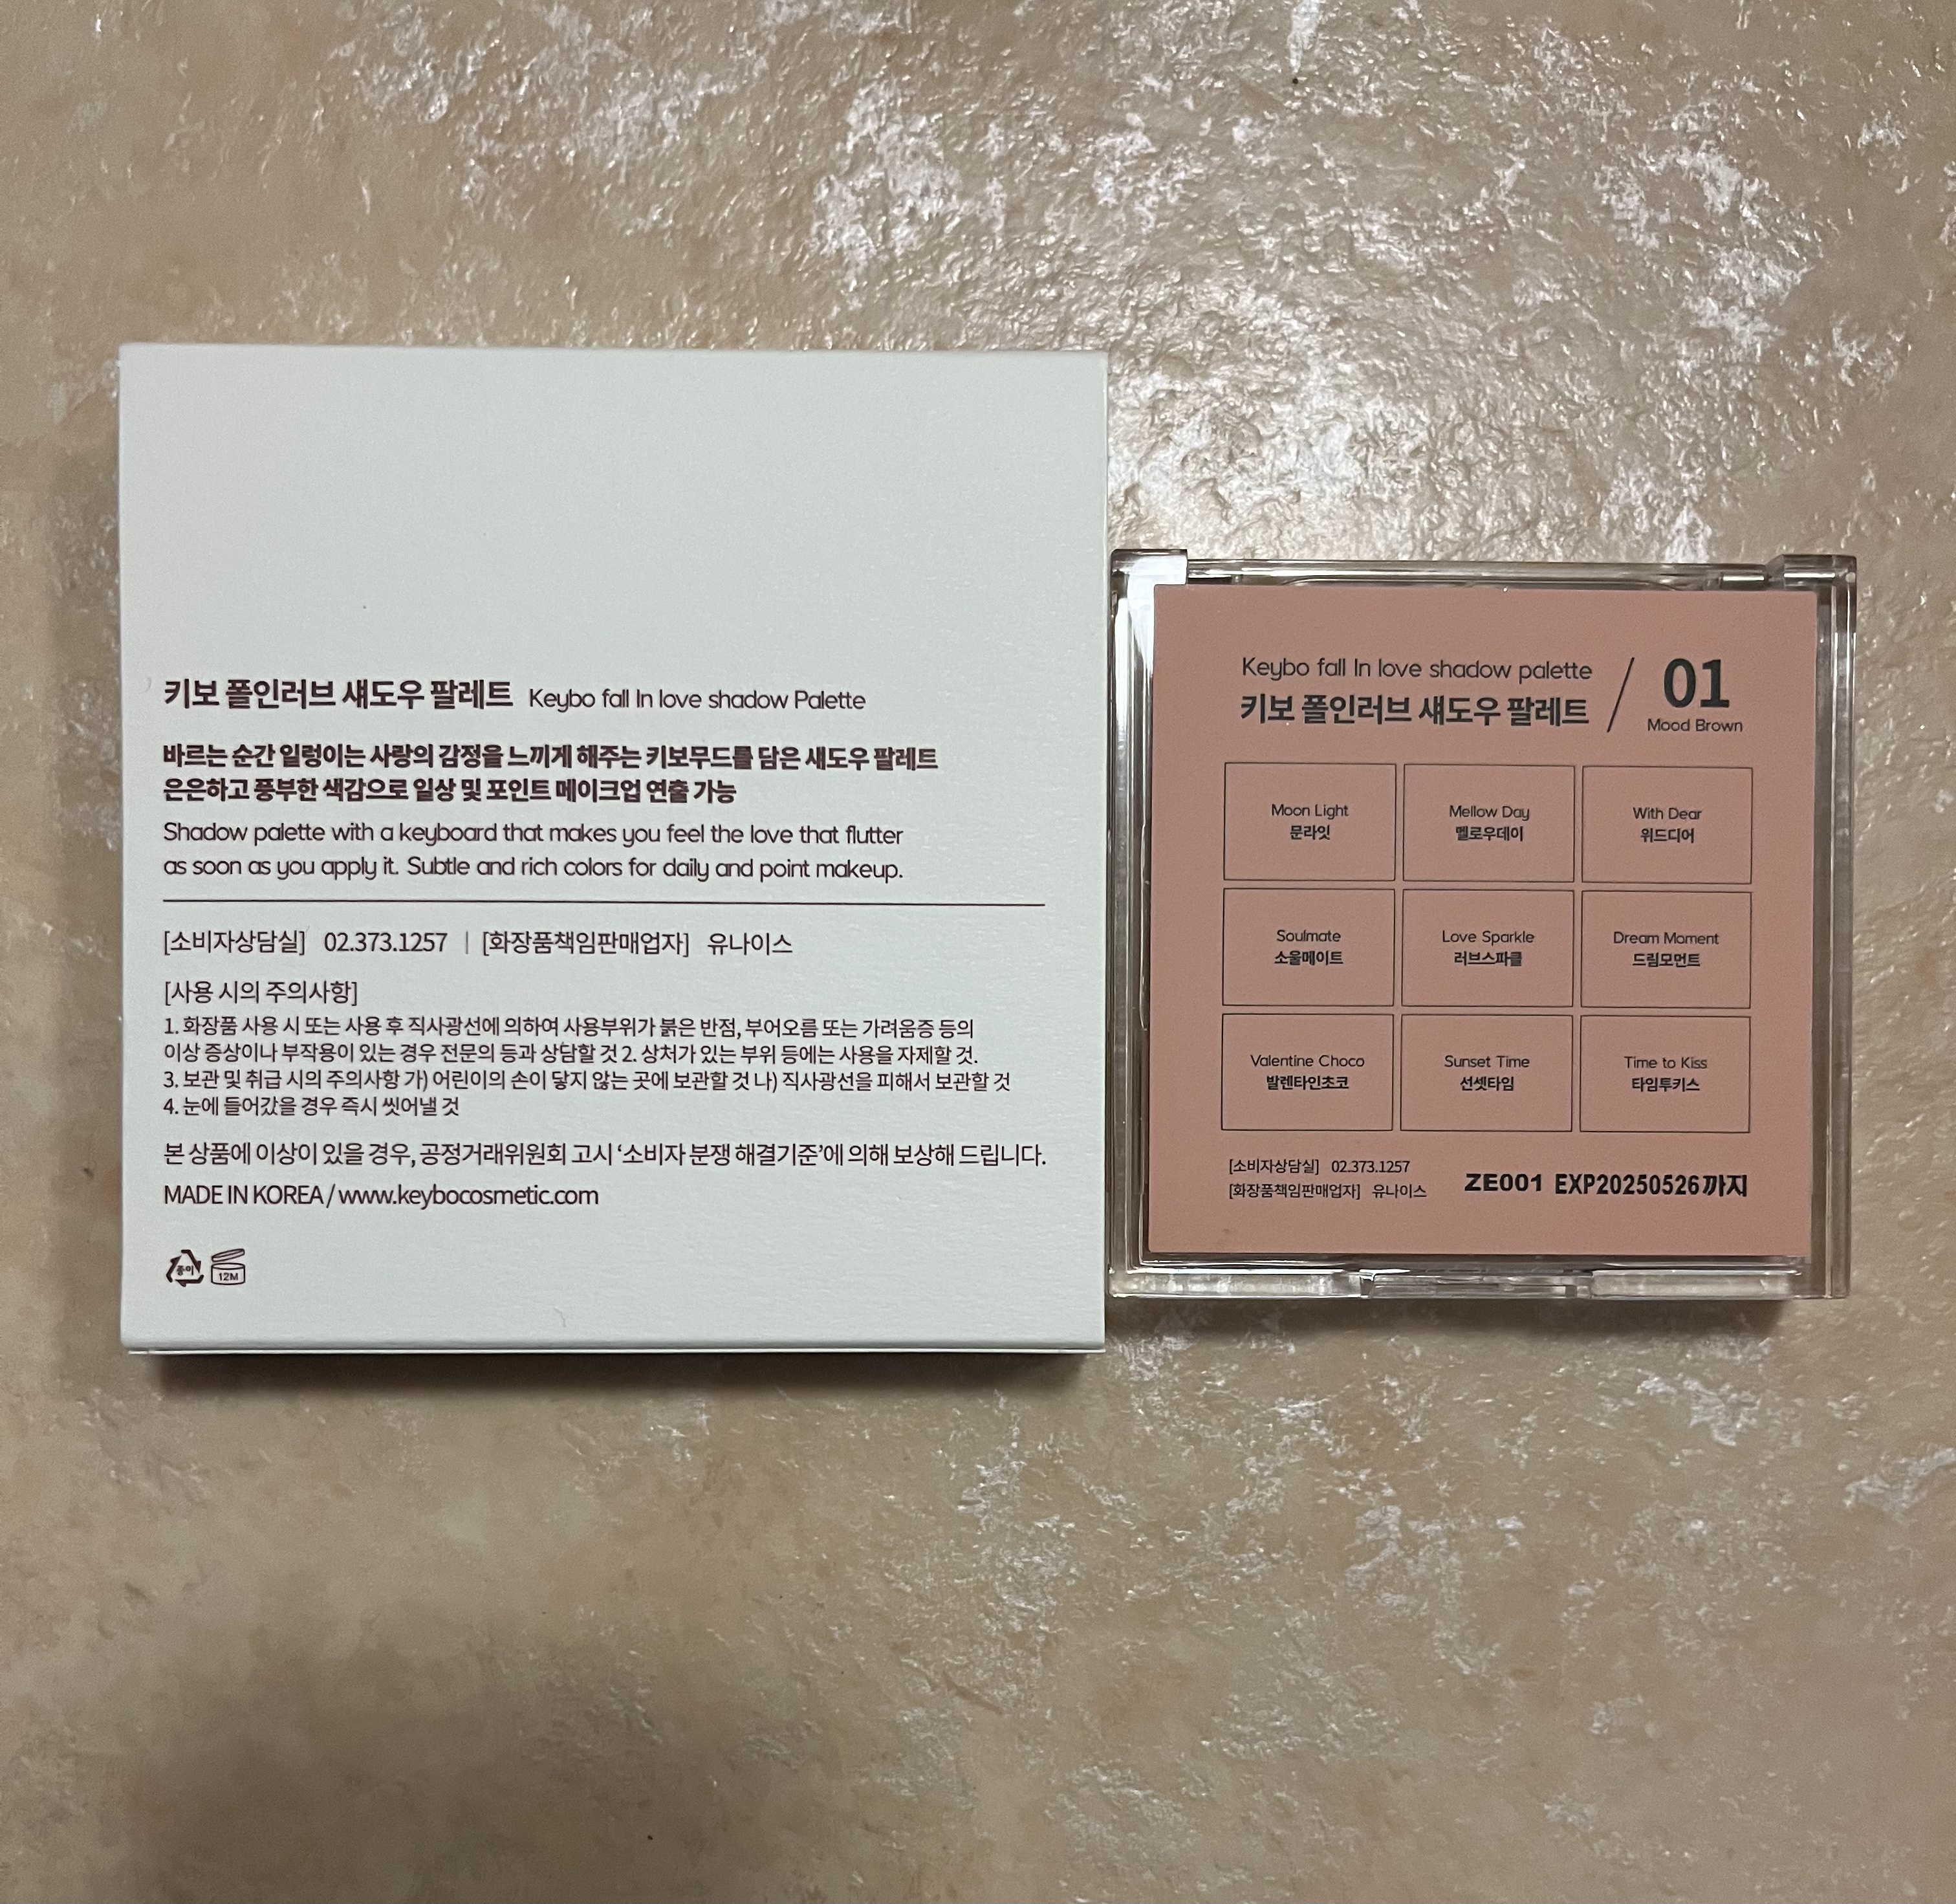 키보 폴인러브 섀도우 팔레트 Keybo fall In love shadow Palette
바르는 순간 일렁이는 사랑의 감정을 느끼게 해주는 키보무드를 담은 섀도우 팔레트
은은하고 풍부한 색감으로 일상 및 포인트 메이크업 연출 가능
Shadow palette with a keyboard that makes you feel the love that flutter
as soon as you apply it. Subtle and rich colors for daily and point makeup.
[소비자상담실] 02.373.1257 | [화장품책임판매업자] 유나이스
[사용 시의 주의사항]
1. 화장품 사용 시 또는 사용 후 직사광선에 의하여 사용부위가 붉은 반점, 부어오름 또는 가려움증 등의
이상 증상이나 부작용이 있는 경우 전문의 등과 상담할 것 2. 상처가 있는 부위 등에는 사용을 자제할 것.
3. 보관 및 취급 시의 주의사항 가) 어린이의 손이 닿지 않는 곳에 보관할 것 나) 직사광선을 피해서 보관할 것
4. 눈에 들어갔을 경우 즉시 씻어낼 것
본 상품에 이상이 있을 경우, 공정거래위원회 고시 ‘소비자 분쟁 해결기준’에 의해 보상해 드립니다.
MADE IN KOREA / www.keybocosmetic.com
종이
12M
Keybo fall In love shadow palette
키보 폴인러브 섀도우 팔레트
01
Mood Brown
Moon Light
문라잇
Mellow Day
멜로우데이
With Dear
위드디어
Soulmate
소울메이트
Love Sparkle
러브스파클
Dream Moment
드림모먼트
Valentine Choco
발렌타인초코
Sunset Time
선셋타임
Time to Kiss
타임투키스
[소비자상담실] 02.373.1257
[화장품책임판매업자] 유나이스
ZE001 EXP20250526까지